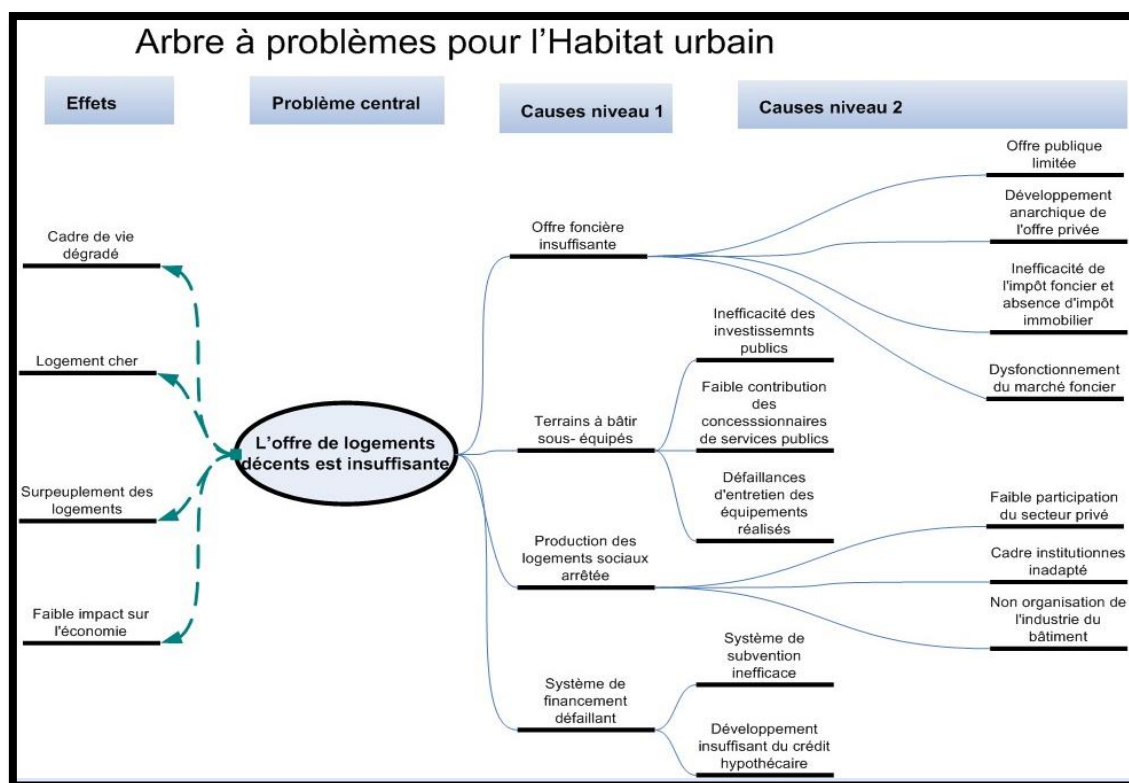 Arbre à problèmes pour l’Habitat urbain
Effets
Problème central
Causes niveau 1
Causes niveau 2
Cadre de vie
dégradé
Logement cher
Surpeuplement des
logements
Faible impact sur
l'économie
L’offre de logements
décents est insuffisante
Offre foncière
insuffisante
Terrains à bâtir
sous- équipés
Production des
logements sociaux
arrêtée
Système de
financement
défaillant
Offre publique
limitée
Développement
anarchique de
l'offre privée
Inefficacité de
l'impôt foncier et
absence d'impôt
immobilier
Dysfonctionnement
du marché foncier
Inefficacité des
investissemnts
publics
Faible contribution
des
concesssionnaires
de services publics
Défaillances
d'entretien des
équipements
réalisés
Faible participation
du secteur privé
Cadre institutionnes
inadapté
Non organisation de
l'industrie du
bâtiment
Système de
subvention
inefficace
Développement
insuffisant du crédit
hypothécaire